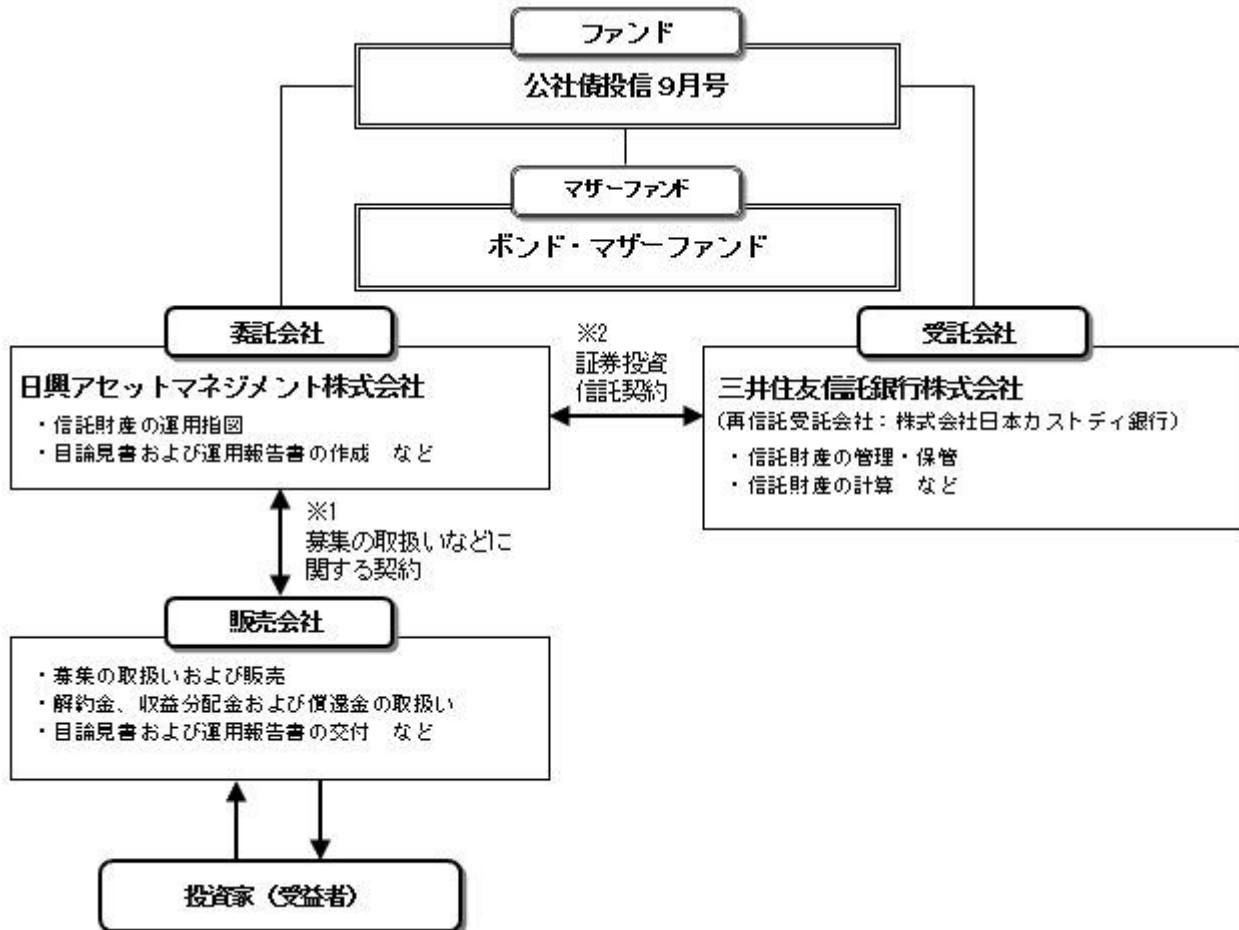 ファンド
公社債投信9月号
マザーファンド
ボンド・マザーファンド
委託会社
日興アセットマネジメント株式会社
・信託財産の運用指図
・目論見書および運用報告書の作成 など
※2
証券投資
信託契約
受託会社
三井住友信託銀行株式会社
(再信託受託会社：株式会社日本カストディ銀行)
・信託財産の管理・保管
・信託財産の計算 など
※1
募集の取扱いなどに
関する契約
販売会社
・募集の取扱いおよび販売
・解約金、収益分配金および償還金の取扱い
・目論見書および運用報告書の交付 など
投資家（受益者）